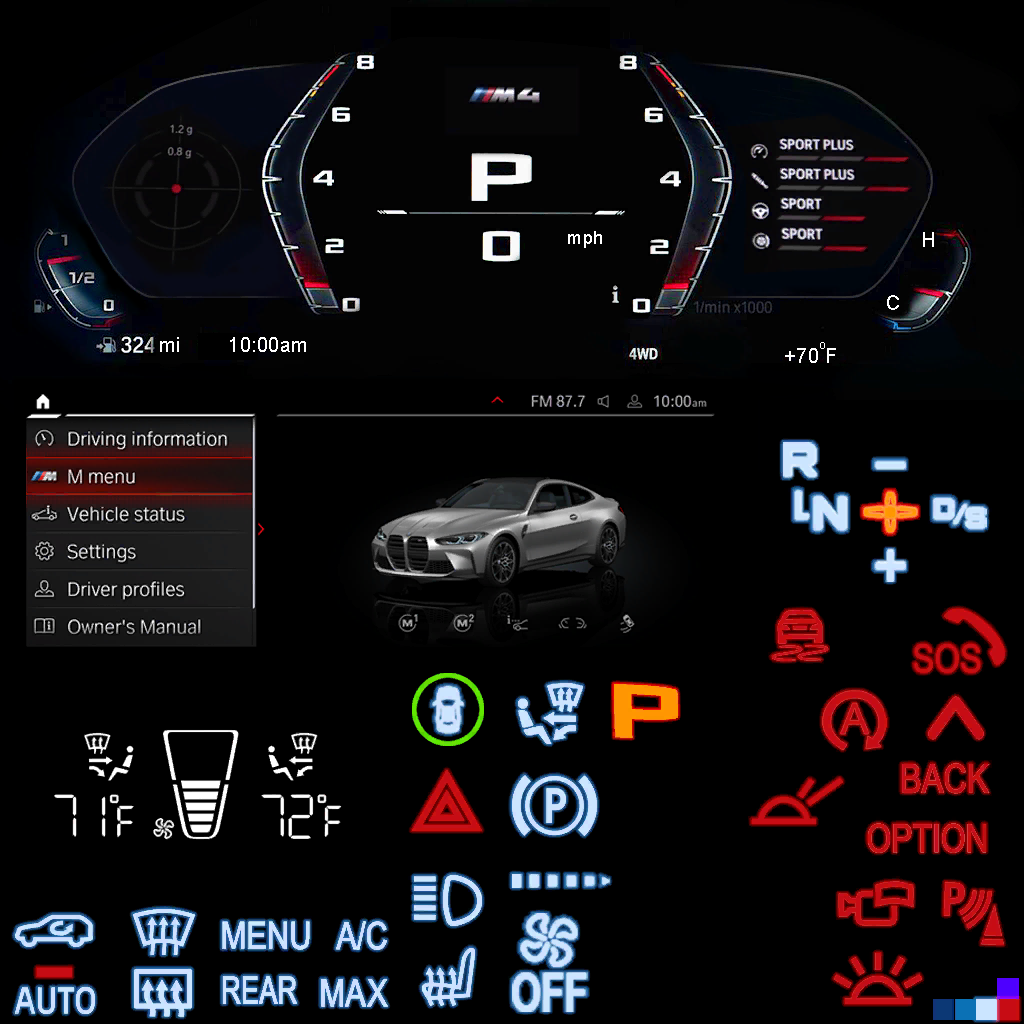 8
8
M4
1.2 g
0.8 g
6
6
SPORT PLUS
P
4
4
SPORT PLUS
SPORT
SPORT
mph
0
2
2
1
1/2
0
H
C
0
i
0
1/min x1000
324 mi
10:00am
4WD
+70°F
FM 87.7
10:00am
Driving information
M menu
Vehicle status
Settings
Driver profiles
Owner's Manual
M1
M2
i
R
N
D/S
+
SOS
A
P
BACK
71°F
72°F
P
OPTION
P
MENU
A/C
AUTO
REAR
MAX
OFF